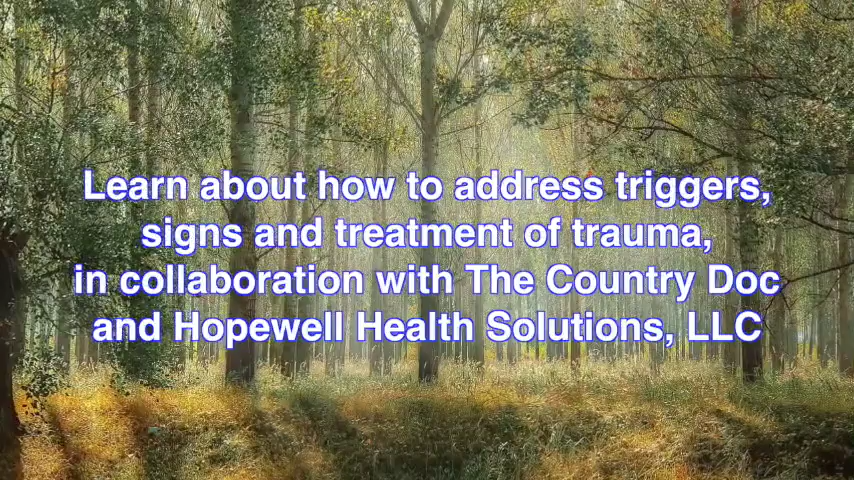 Learn about how to address triggers,
signs and treatment of trauma,
in collaboration with The Country Doc
and Hopewell Health Solutions, LLC